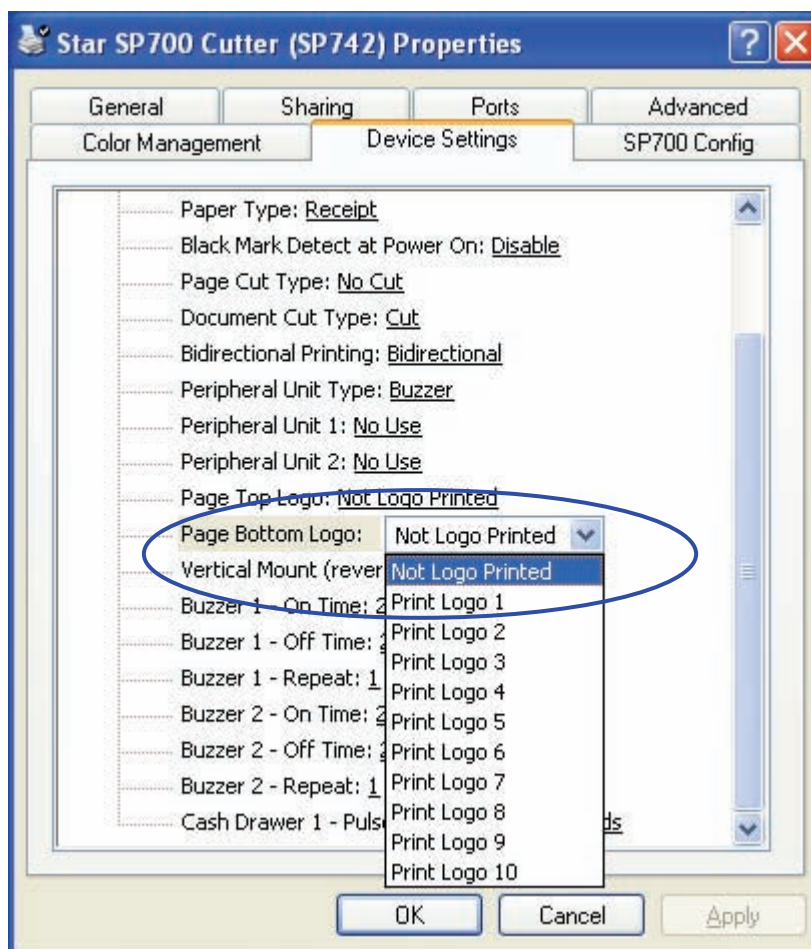 Star SP700 Cutter (SP742) Properties
General Sharing Ports Advanced
Color Management Device Settings SP700 Config
Paper Type: Receipt
Black Mark Detect at Power On: Disable
Page Cut Type: No Cut
Document Cut Type: Cut
Bidirectional Printing: Bidirectional
Peripheral Unit Type: Buzzer
Peripheral Unit 1: No Use
Peripheral Unit 2: No Use
Page Top Logo: Not Logo Printed
Page Bottom Logo: Not Logo Printed
Vertical Mount Not Logo Printed
Buzzer 1 - On Time: Print Logo 1
Buzzer 1 - Off Time: Print Logo 2
Print Logo 3
Buzzer 1 - Repeat: 1 Print Logo 4
Buzzer 2 - On Time: Print Logo 5
Buzzer 2 - Off Time: Print Logo 6
Buzzer 2 - Repeat: 1 Print Logo 7
Cash Drawer 1 - Print Logo 8
Print Logo 9
Print Logo 10
OK Cancel Apply